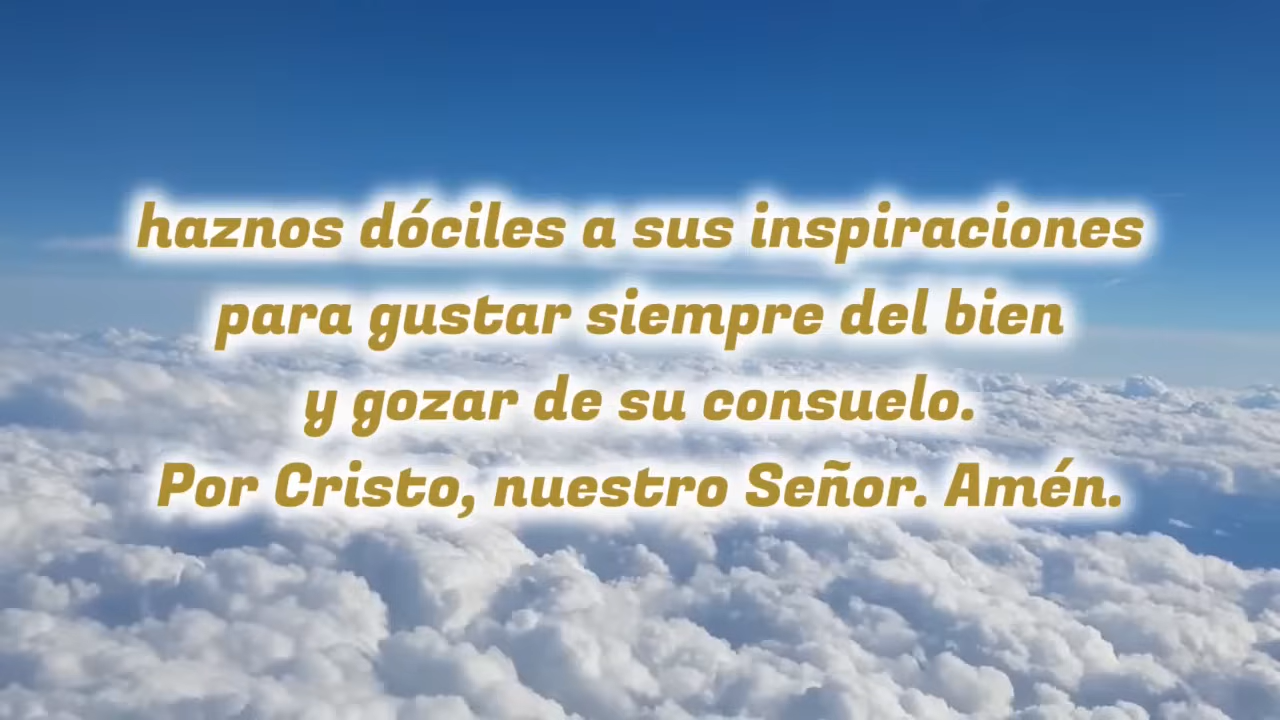 haznos dóciles a sus inspiraciones
para gustar siempre del bien
y gozar de su consuelo.
Por Cristo, nuestro Señor. Amén.